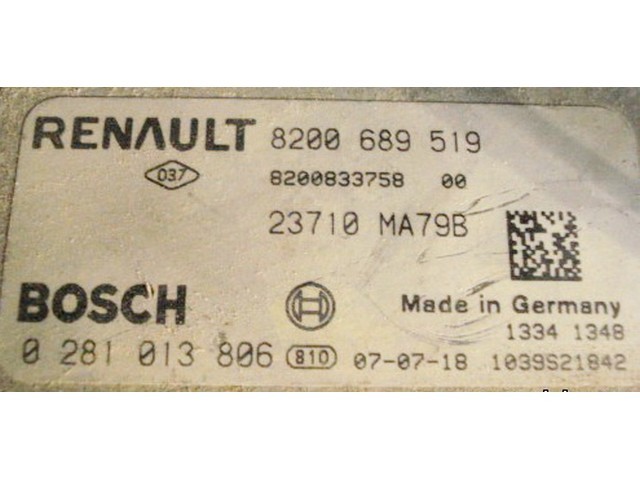 RENAULT 8200 689 519
037 8200833758 00
23710 MA79B
BOSCH Made in Germany
1334 1348
0 281 013 806 810 07-07-18 1039S21842